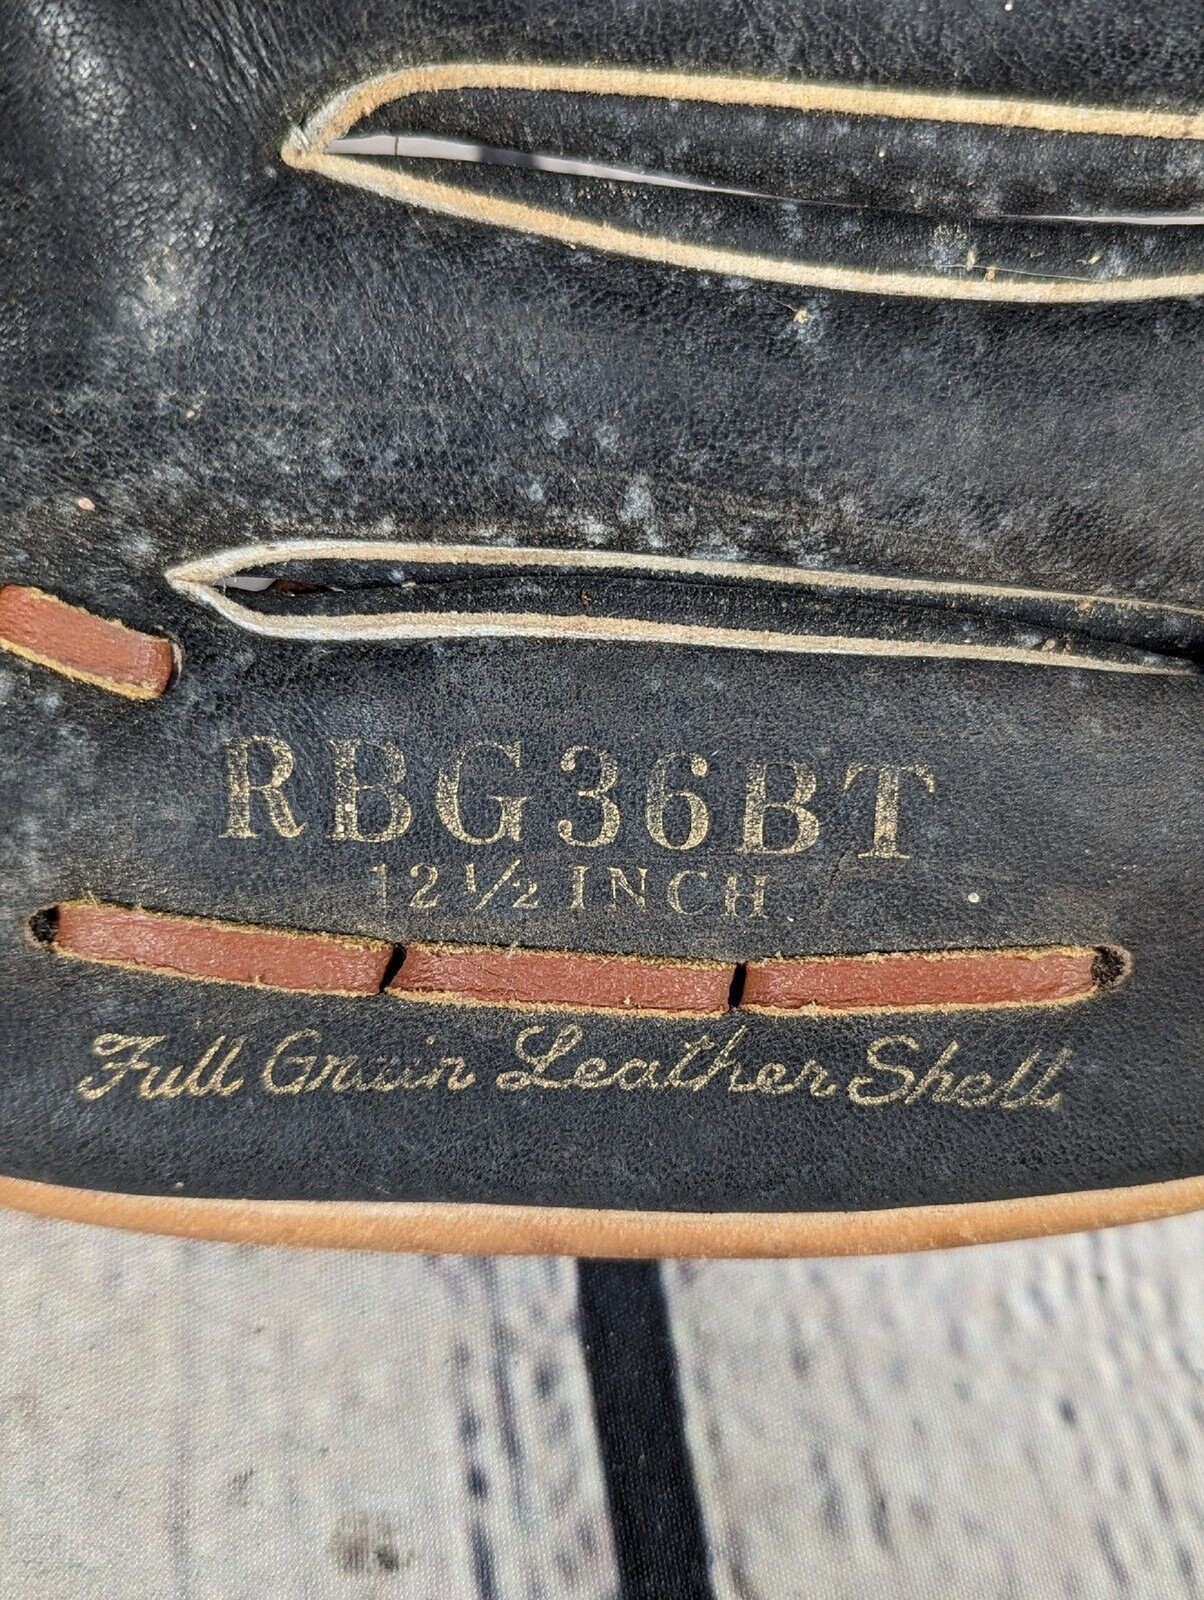 RBG36BT
12 1/2 INCH
Full Grain Leather Shell